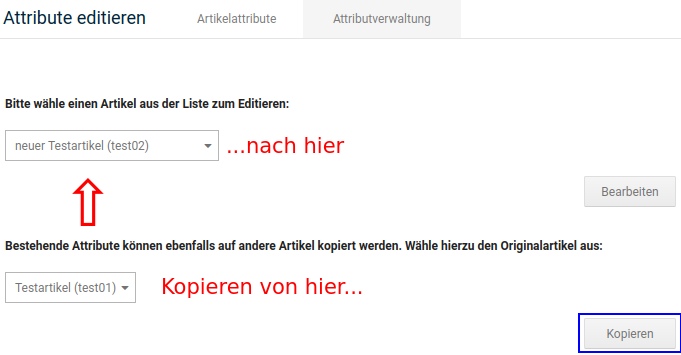 Attribute editieren Artikelattribute Attributverwaltung
Bitte wähle einen Artikel aus der Liste zum Editieren:
neuer Testartikel (test02) ...nach hier
Bearbeiten
Bestehende Attribute können ebenfalls auf andere Artikel kopiert werden. Wähle hierzu den Originalartikel aus:
Testartikel (test01) Kopieren von hier...
Kopieren